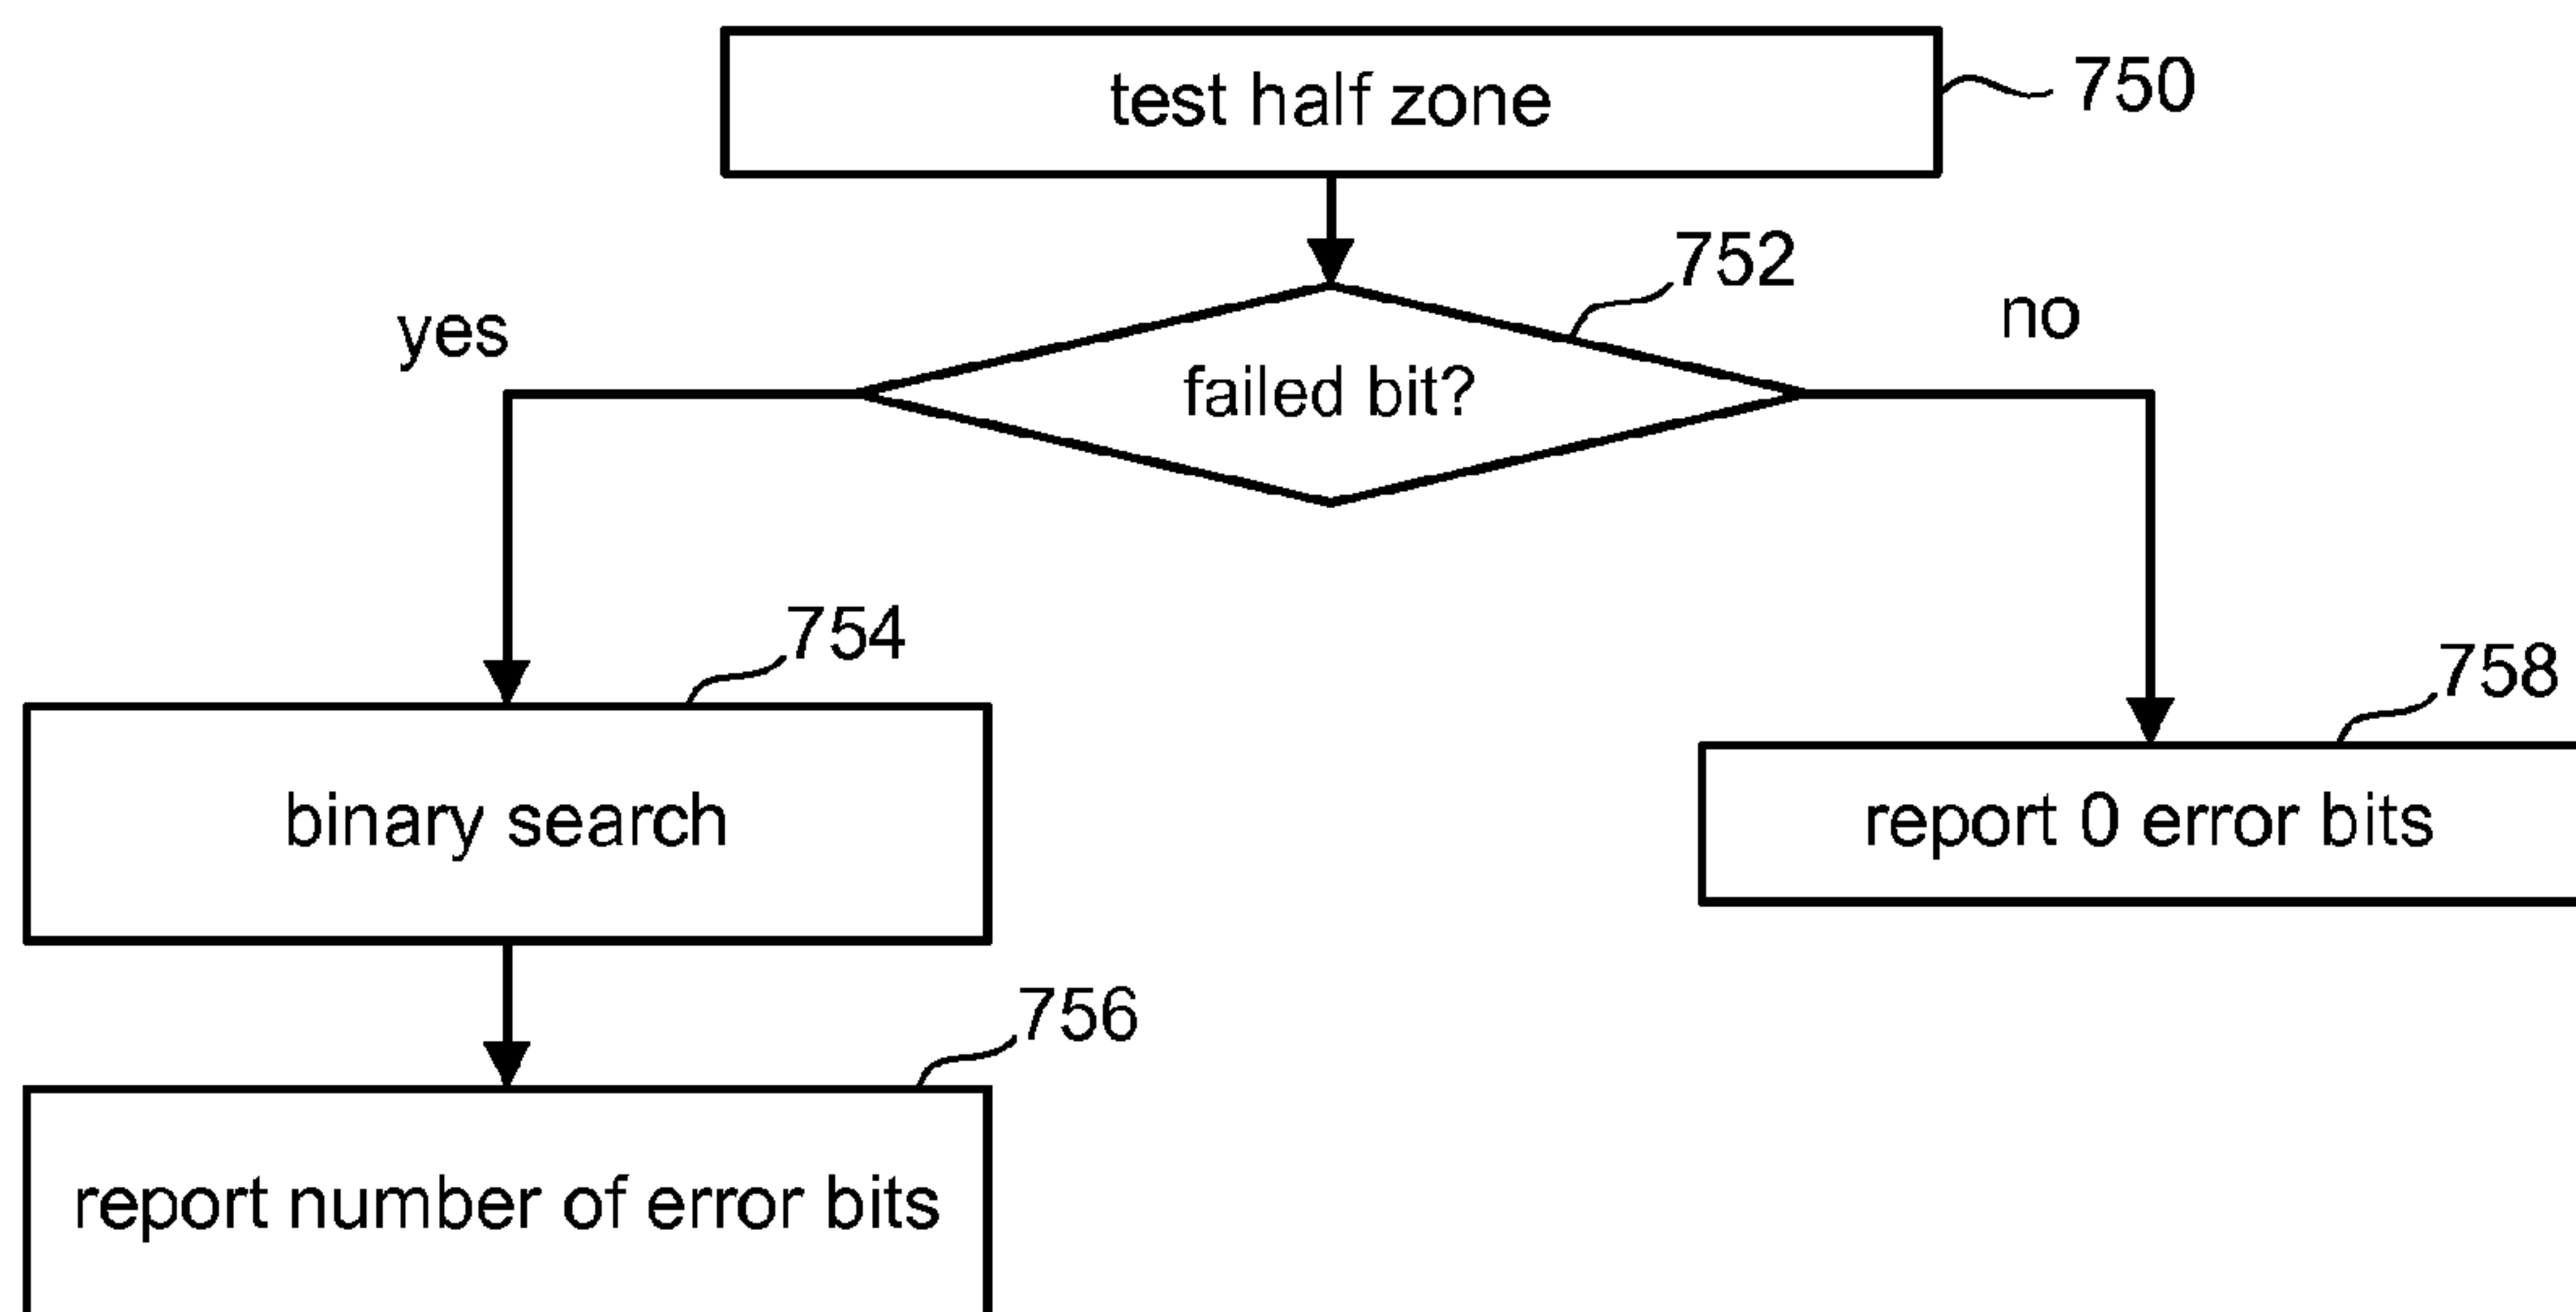 test half zone
750
752
yes
no
failed bit?
754
758
binary search
report 0 error bits
756
report number of error bits